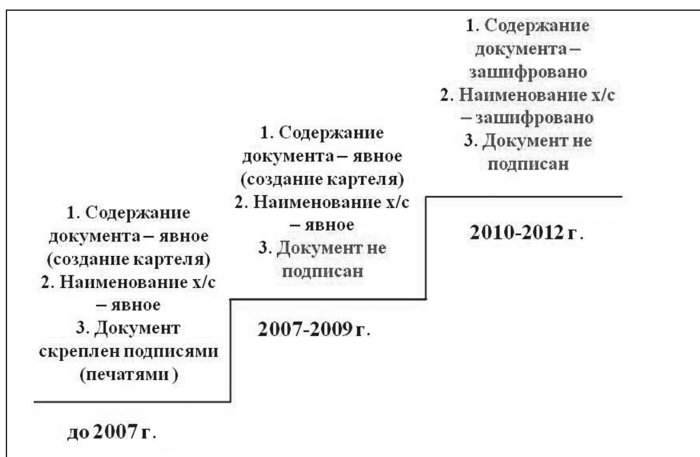 1. Содержание
документа – явное
(создание картеля)
2. Наименование х/с
– явное
3. Документ
скреплен подписями
(печатями )
до 2007 г.
1. Содержание
документа – явное
(создание картеля)
2. Наименование х/с
– явное
3. Документ не
подписан
2007-2009 г.
1. Содержание
документа –
зашифровано
2. Наименование х/с
– зашифровано
3. Документ не
подписан
2010-2012 г.